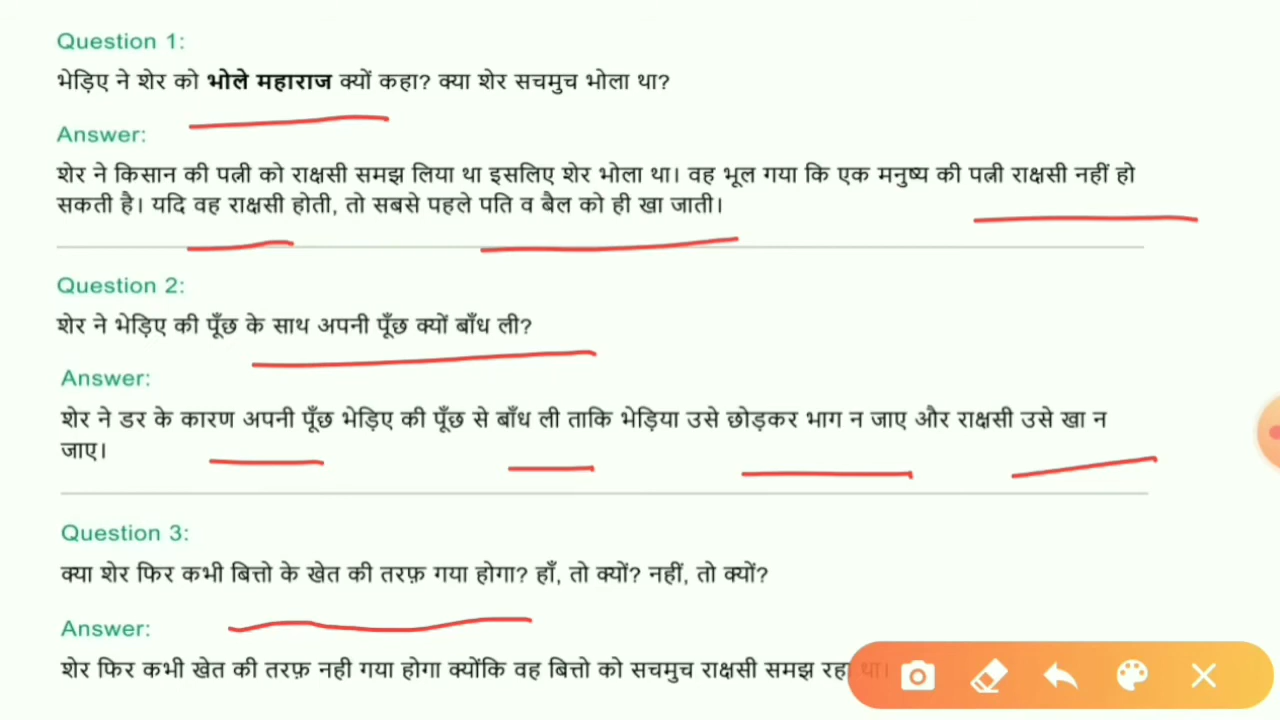 Question 1:
भेड़िए ने शेर को भोले महाराज क्यों कहा? क्या शेर सचमुच भोला था?
Answer:
शेर ने किसान की पत्नी को राक्षसी समझ लिया था इसलिए शेर भोला था। वह भूल गया कि एक मनुष्य की पत्नी राक्षसी नहीं हो
सकती है। यदि वह राक्षसी होती, तो सबसे पहले पति व बैल को ही खा जाती।
Question 2:
शेर ने भेड़िए की पूँछ के साथ अपनी पूँछ क्यों बाँध ली?
Answer:
शेर ने डर के कारण अपनी पूँछ भेड़िए की पूँछ से बाँध ली ताकि भेड़िया उसे छोड़कर भाग न जाए और राक्षसी उसे खा न
जाए।
Question 3:
क्या शेर फिर कभी बित्तो के खेत की तरफ़ गया होगा? हाँ, तो क्यों? नहीं, तो क्यों?
Answer:
शेर फिर कभी खेत की तरफ़ नही गया होगा क्योंकि वह बित्तो को सचमुच राक्षसी समझ रहा था।